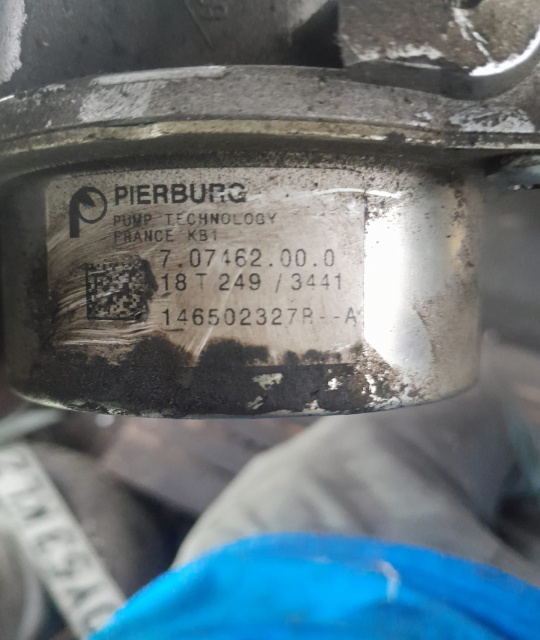 PIERBURG
PUMP TECHNOLOGY
FRANCE KB1
7.07462.00.0
18 T 249 / 3441
146502327R--A